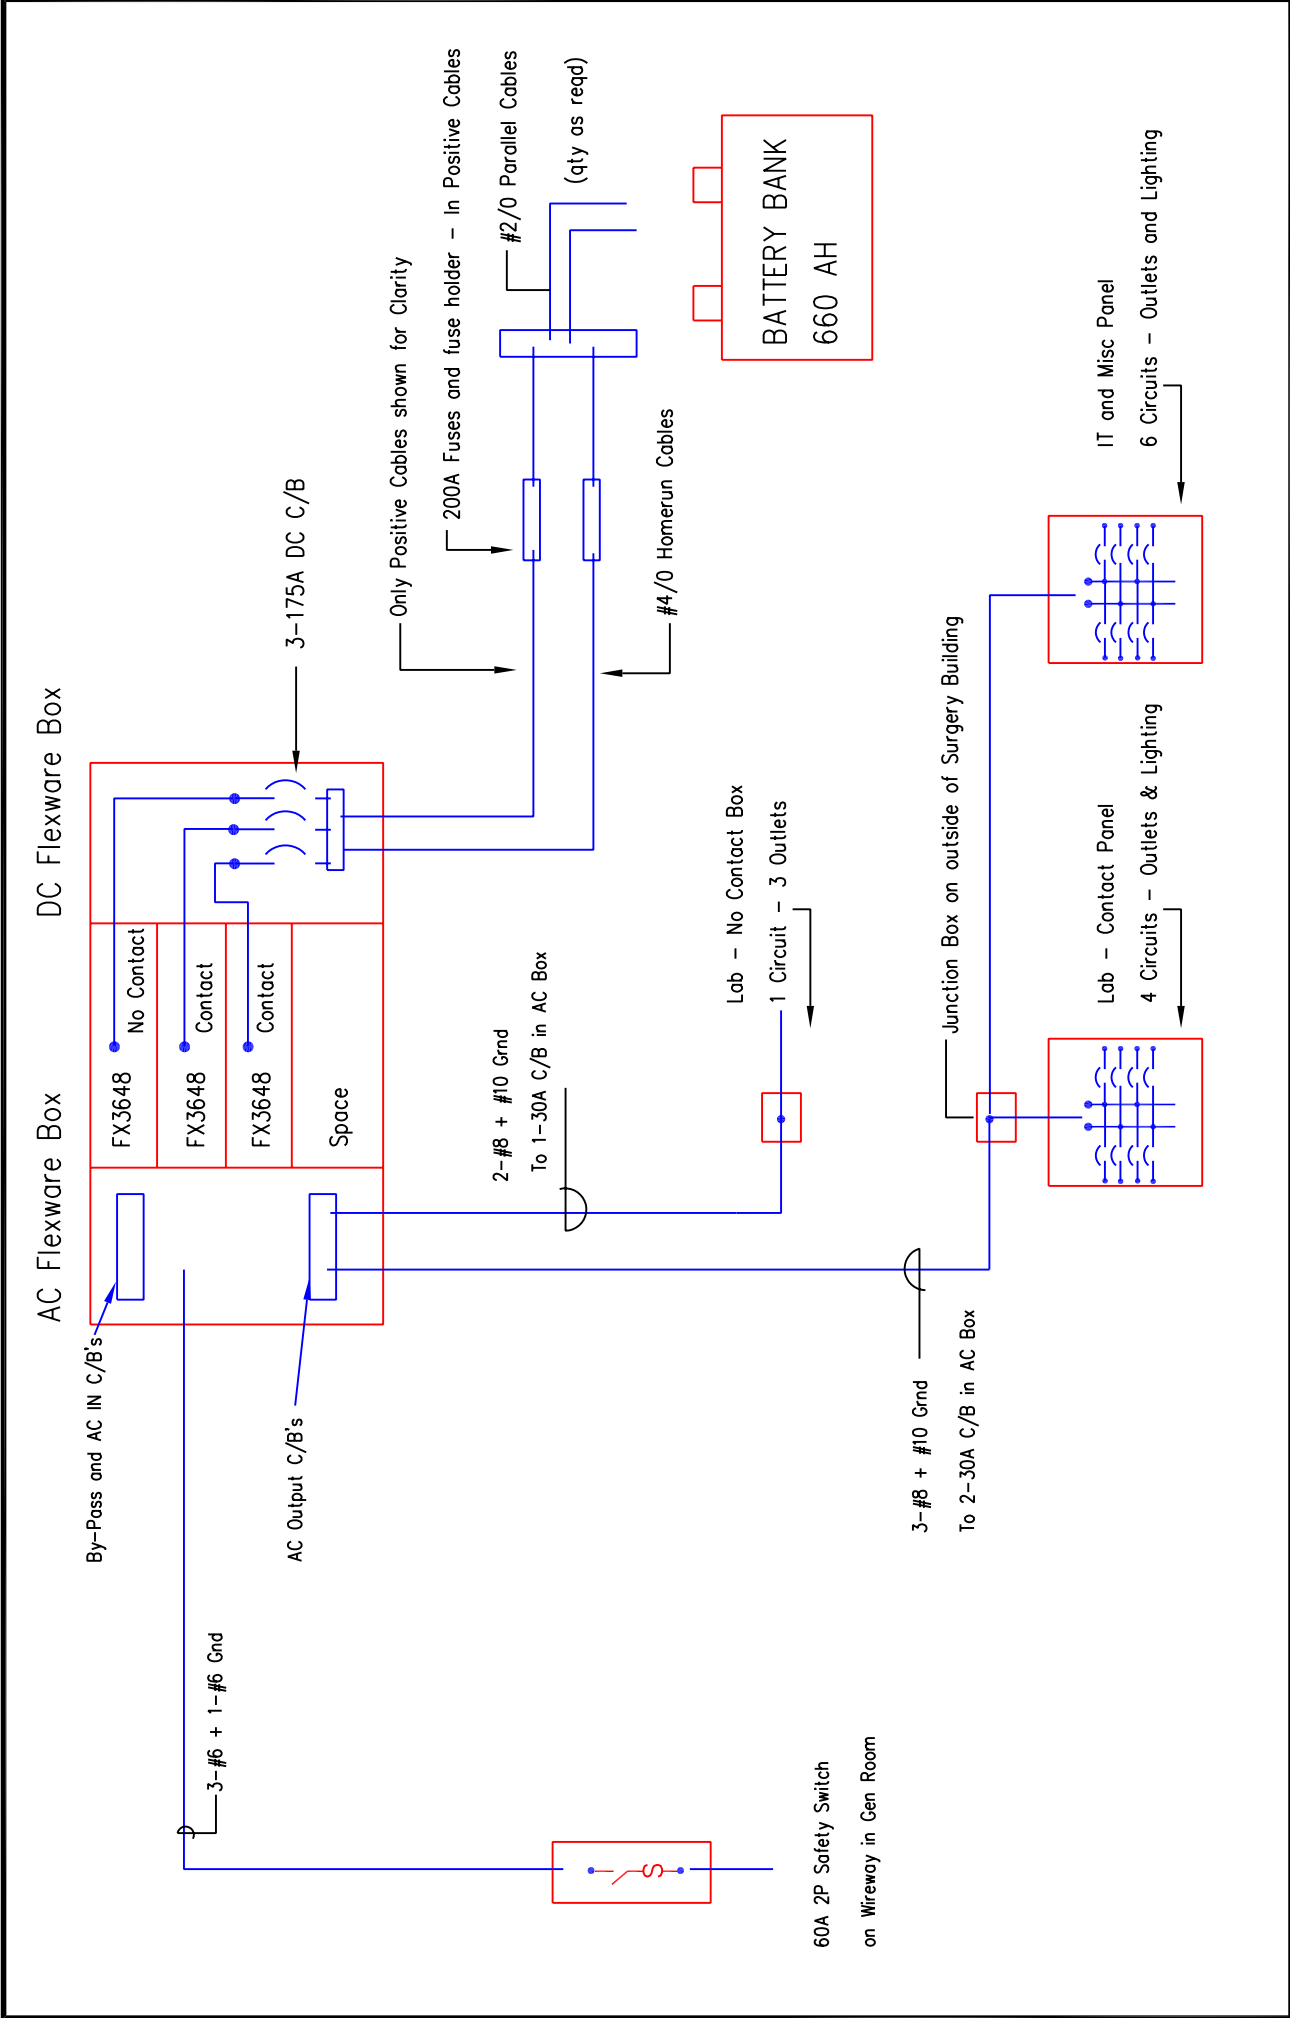 AC Flexware Box
DC Flexware Box
By-Pass and AC IN C/B's
AC Output C/B's
FX3648
No Contact
FX3648
Contact
FX3648
Contact
Space
3-175A DC C/B
Only Positive Cables shown for Clarity
200A Fuses and fuse holder - In Positive Cables
#2/0 Parallel Cables
(qty as reqd)
#4/0 Homerun Cables
BATTERY BANK
660 AH
3-#6 + 1-#6 Gnd
2-#8 + #10 Grnd
To 1-30A C/B in AC Box
Lab - No Contact Box
1 Circuit - 3 Outlets
60A 2P Safety Switch
on Wireway in Gen Room
S
3-#8 + #10 Grnd
To 2-30A C/B in AC Box
Junction Box on outside of Surgery Building
Lab - Contact Panel
4 Circuits - Outlets & Lighting
IT and Misc Panel
6 Circuits - Outlets and Lighting